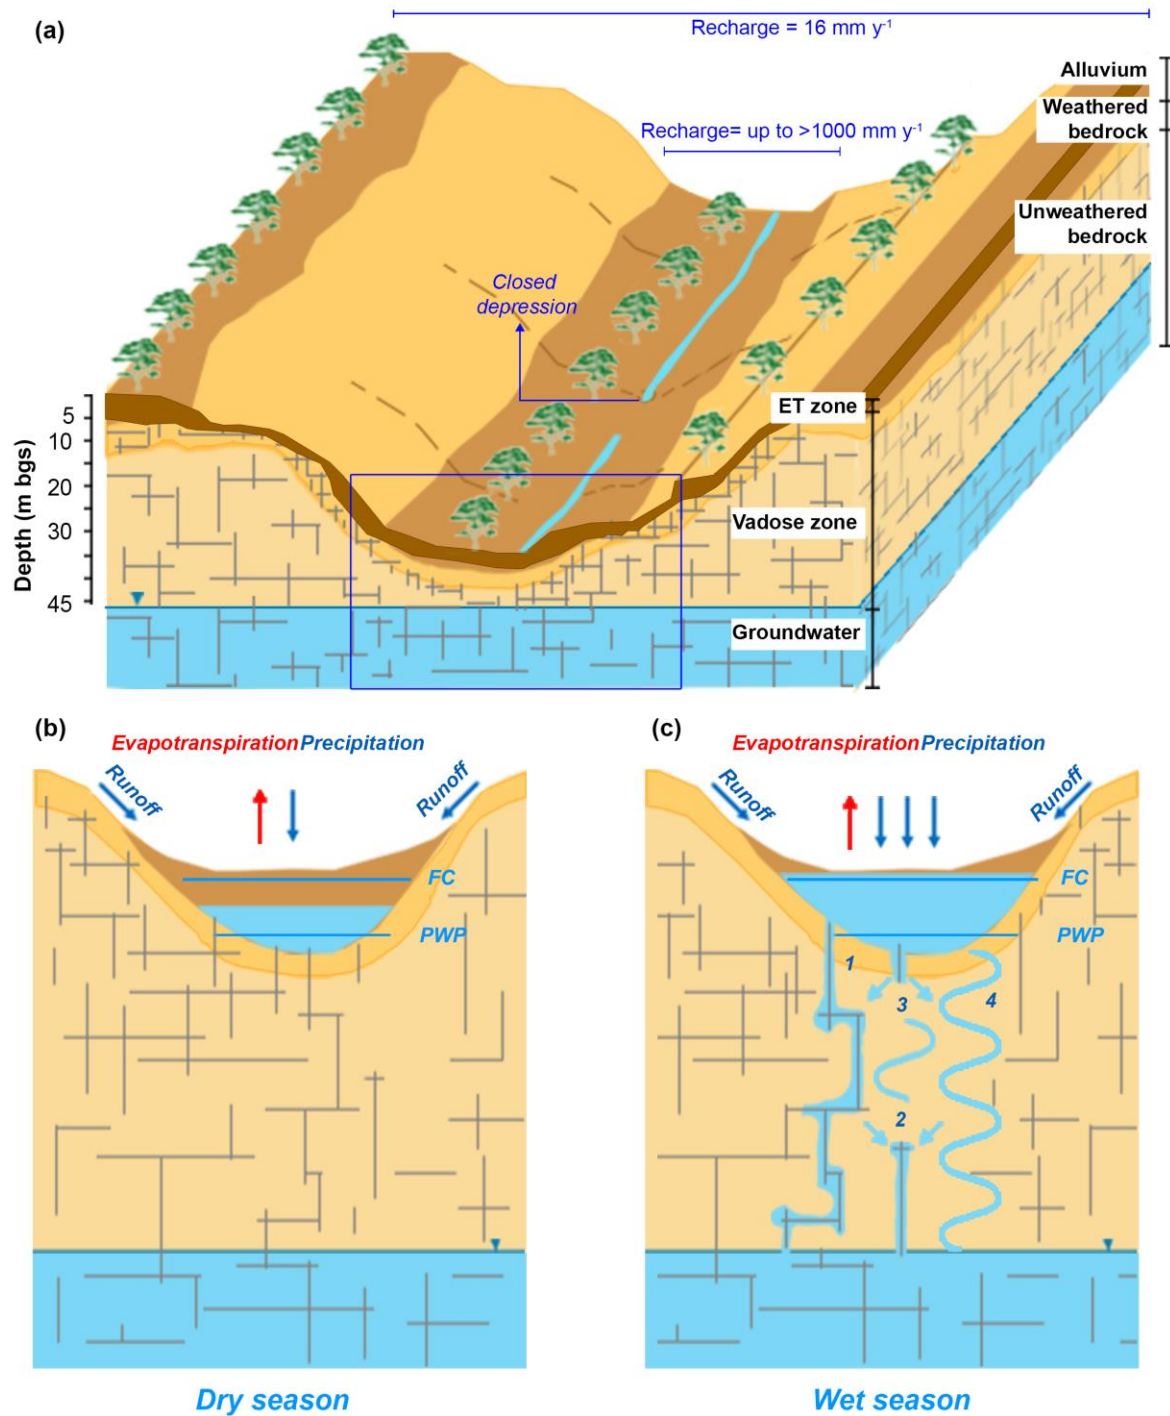 (a)
Recharge = 16 mm y⁻¹
Recharge= up to >1000 mm y⁻¹
Alluvium
Weathered
bedrock
Unweathered
bedrock
Closed
depression
Depth (m bgs)
5
10
20
30
45
ET zone
Vadose zone
Groundwater
(b)
Evapotranspiration Precipitation
Runoff
Runoff
FC
PWP
Dry season
(c)
Evapotranspiration Precipitation
Runoff
Runoff
FC
PWP
1
3
4
2
Wet season